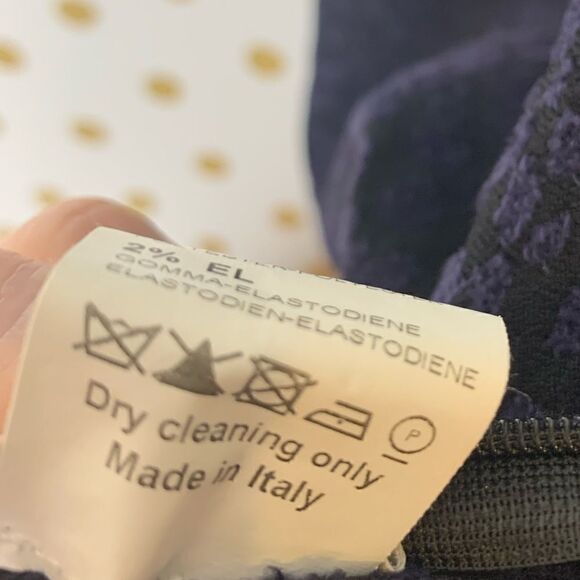 2% EL
GOMMA-ELASTODIENE
ELASTODIEN-ELASTODIENE
P
Dry cleaning only
Made in Italy